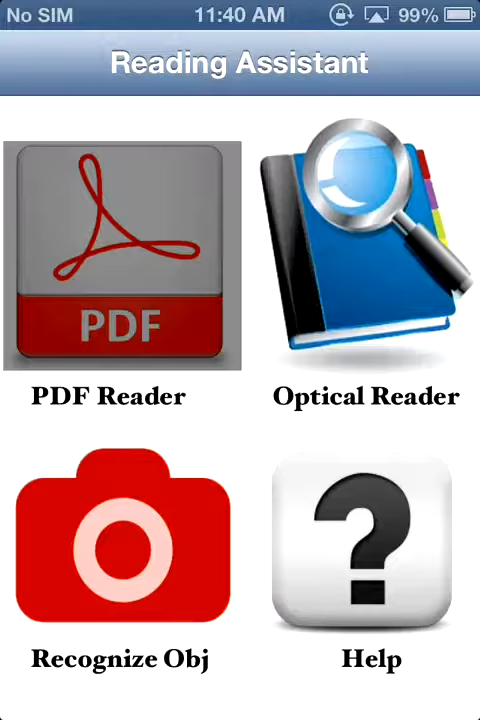 No SIM 11:40 AM 99%
Reading Assistant
PDF
PDF Reader Optical Reader
?
Recognize Obj Help